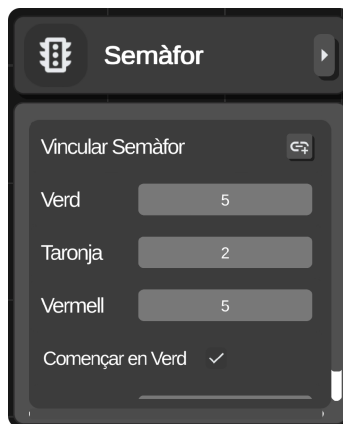 Semàfor
Vincular Semàfor
Verd 5
Taronja 2
Vermell 5
Començar en Verd